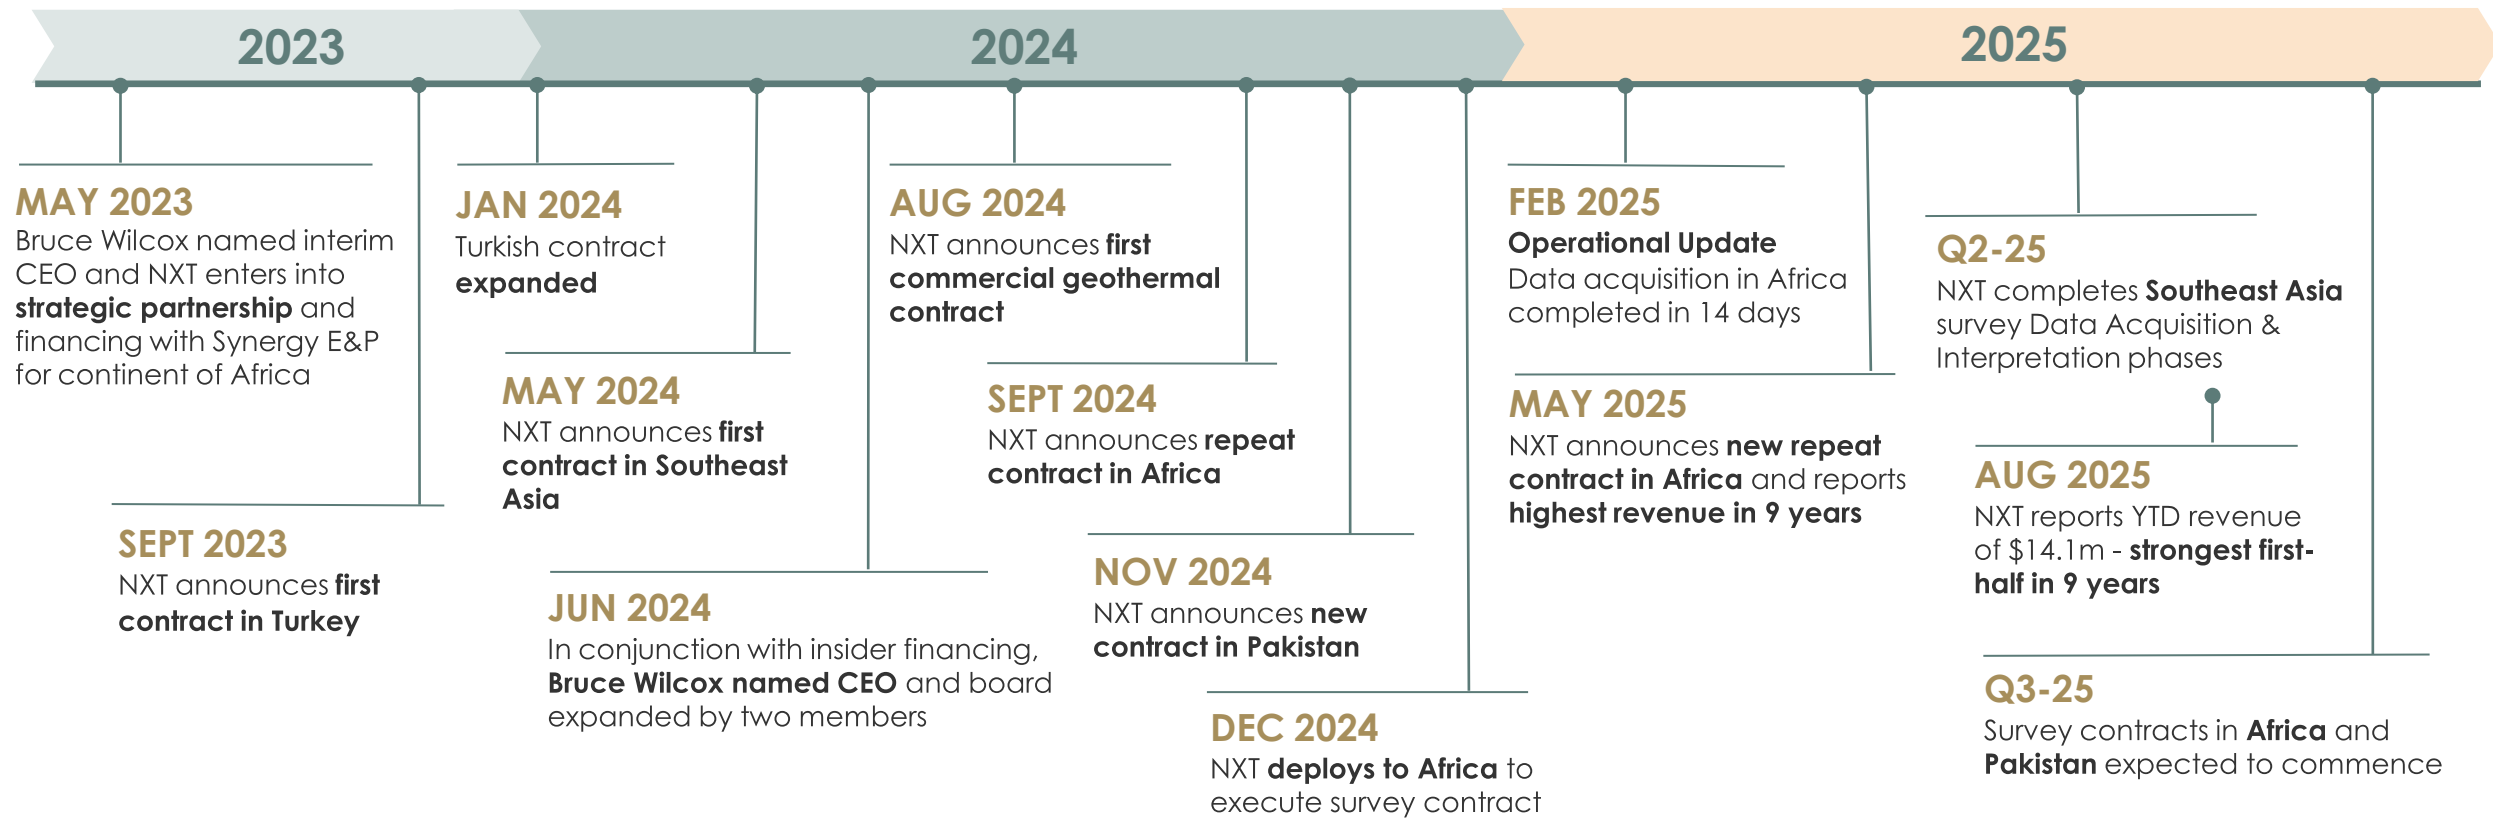 2023
2024
2025
MAY 2023
Bruce Wilcox named interim
CEO and NXT enters into
strategic partnership and
financing with Synergy E&P
for continent of Africa
SEPT 2023
NXT announces first
contract in Turkey
JAN 2024
Turkish contract
expanded
MAY 2024
NXT announces first
contract in Southeast
Asia
JUN 2024
In conjunction with insider financing,
Bruce Wilcox named CEO and board
expanded by two members
AUG 2024
NXT announces first
commercial geothermal
contract
SEPT 2024
NXT announces repeat
contract in Africa
NOV 2024
NXT announces new
contract in Pakistan
DEC 2024
NXT deploys to Africa to
execute survey contract
FEB 2025
Operational Update
Data acquisition in Africa
completed in 14 days
MAY 2025
NXT announces new repeat
contract in Africa and reports
highest revenue in 9 years
Q2-25
NXT completes Southeast Asia
survey Data Acquisition &
Interpretation phases
AUG 2025
NXT reports YTD revenue
of $14.1m - strongest first-
half in 9 years
Q3-25
Survey contracts in Africa and
Pakistan expected to commence